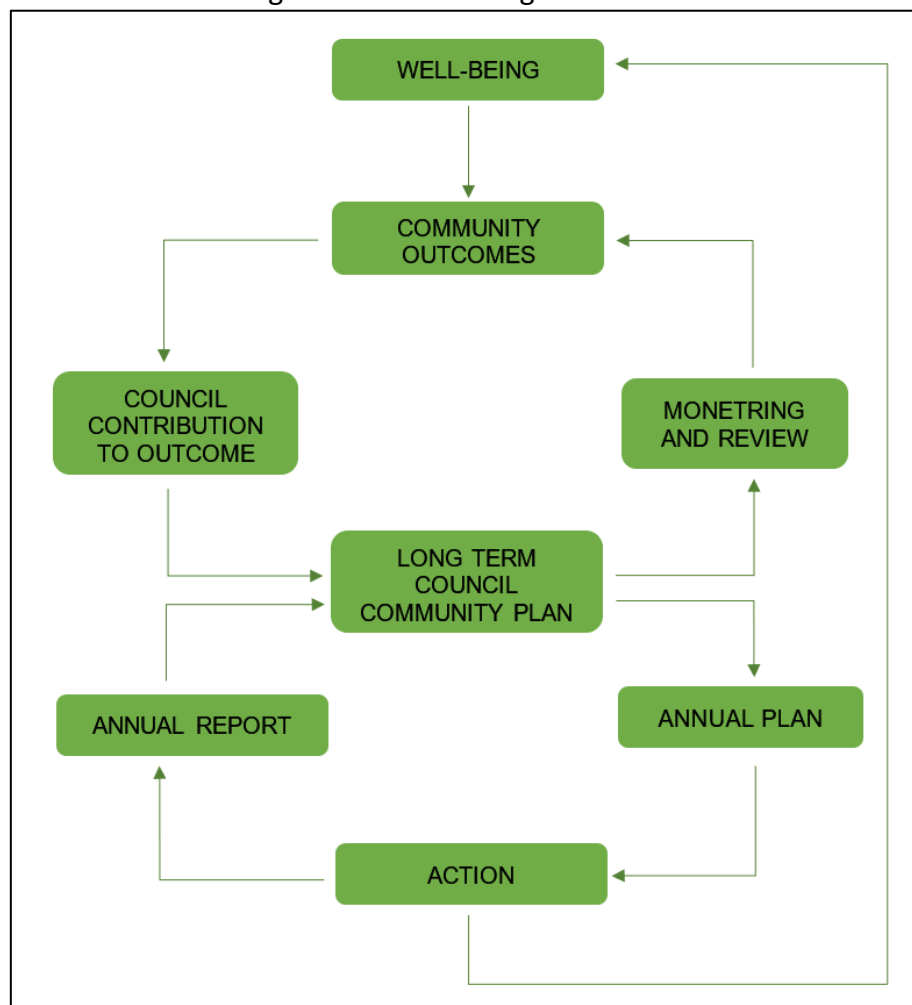 WELL-BEING
COMMUNITY
OUTCOMES
COUNCIL
CONTRIBUTION
TO OUTCOME
MONETRING
AND REVIEW
LONG TERM
COUNCIL
COMMUNITY PLAN
ANNUAL REPORT
ANNUAL PLAN
ACTION